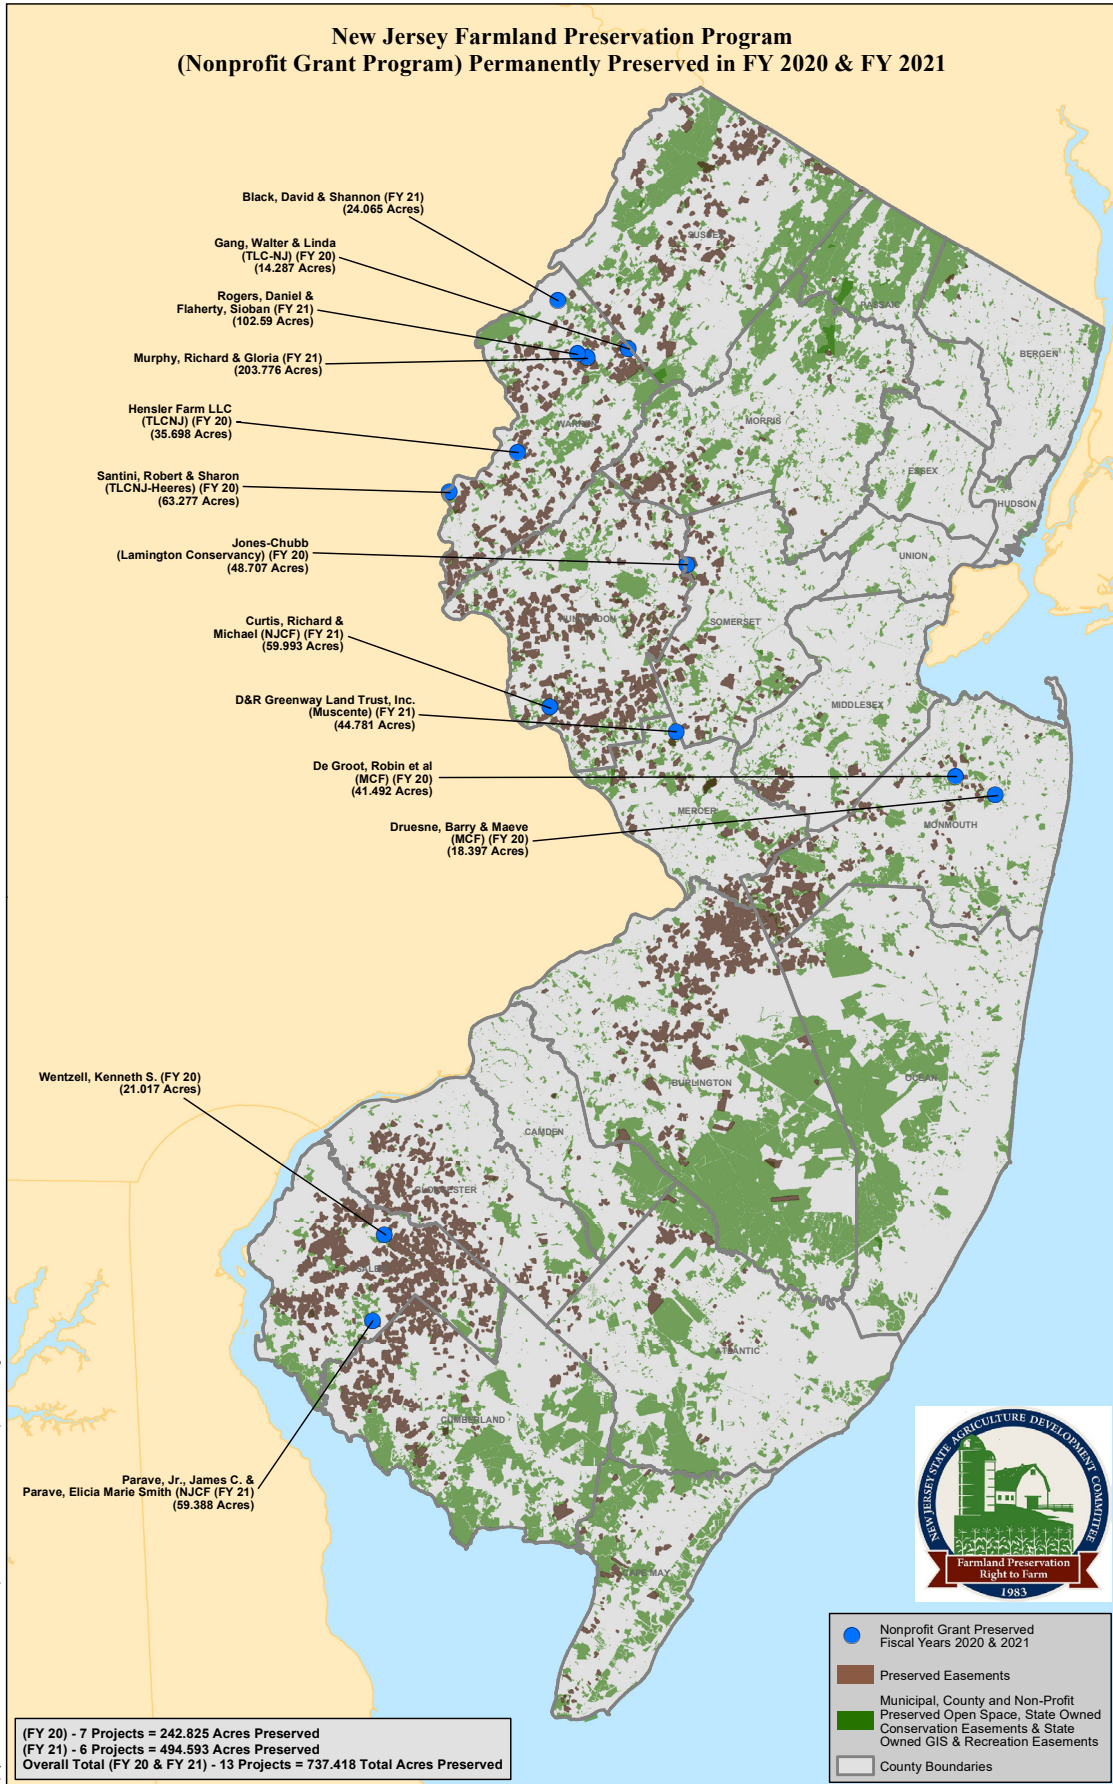 New Jersey Farmland Preservation Program
(Nonprofit Grant Program) Permanently Preserved in FY 2020 & FY 2021
Black, David & Shannon (FY 21)
(24.065 Acres)
Gang, Walter & Linda
(TLC-NJ) (FY 20)
(14.287 Acres)
Rogers, Daniel &
Flaherty, Sioban (FY 21)
(102.59 Acres)
Murphy, Richard & Gloria (FY 21)
(203.776 Acres)
Hensler Farm LLC
(TLCNJ) (FY 20)
(35.698 Acres)
Santini, Robert & Sharon
(TLCNJ-Heeres) (FY 20)
(63.277 Acres)
Jones-Chubb
(Lamington Conservancy) (FY 20)
(48.707 Acres)
Curtis, Richard &
Michael (NJCF) (FY 21)
(59.993 Acres)
D&R Greenway Land Trust, Inc.
(Muscente) (FY 21)
(44.781 Acres)
De Groot, Robin et al
(MCF) (FY 20)
(41.492 Acres)
Druesne, Barry & Maeve
(MCF) (FY 20)
(18.397 Acres)
Wentzell, Kenneth S. (FY 20)
(21.017 Acres)
Parave, Jr., James C. &
Parave, Elicia Marie Smith (NJCF (FY 21)
(59.388 Acres)
SUSSEX
PASSAIC
BERGEN
WARREN
MORRIS
ESSEX
HUDSON
UNION
HUNTERDON
SOMERSET
MIDDLESEX
MERCER
MONMOUTH
BURLINGTON
OCEAN
CAMDEN
GLOUCESTER
SALEM
ATLANTIC
CUMBERLAND
CAPE MAY
NEW JERSEY STATE AGRICULTURE DEVELOPMENT COMMITTEE
Farmland Preservation
Right to Farm
1983
Nonprofit Grant Preserved
Fiscal Years 2020 & 2021
Preserved Easements
Municipal, County and Non-Profit
Preserved Open Space, State Owned
Conservation Easements & State
Owned GIS & Recreation Easements
County Boundaries
(FY 20) - 7 Projects = 242.825 Acres Preserved
(FY 21) - 6 Projects = 494.593 Acres Preserved
Overall Total (FY 20 & FY 21) - 13 Projects = 737.418 Total Acres Preserved